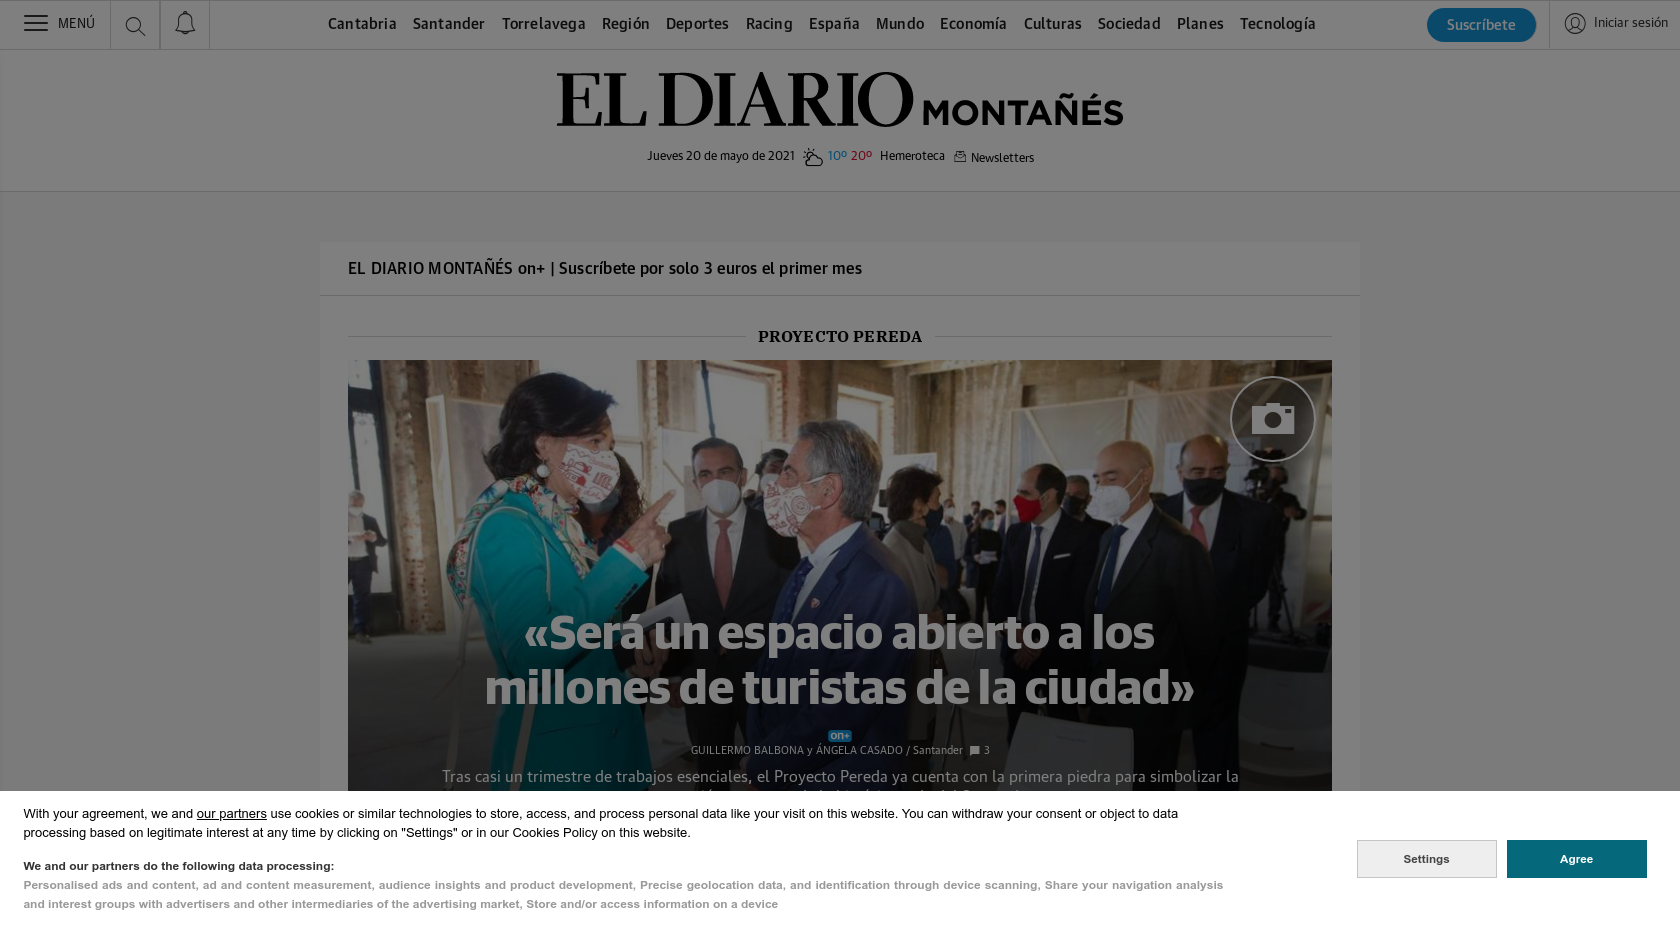 MENÚ
Cantabria Santander Torrelavega Región Deportes Racing España Mundo Economía Culturas Sociedad Planes Tecnología
Suscríbete
Iniciar sesión
EL DIARIO MONTAÑÉS
Jueves 20 de mayo de 2021 10º 20º Hemeroteca Newsletters
EL DIARIO MONTAÑÉS on+ | Suscríbete por solo 3 euros el primer mes
PROYECTO PEREDA
«Será un espacio abierto a los
millones de turistas de la ciudad»
on+
GUILLERMO BALBONA y ÁNGELA CASADO / Santander 3
Tras casi un trimestre de trabajos esenciales, el Proyecto Pereda ya cuenta con la primera piedra para simbolizar la
With your agreement, we and our partners use cookies or similar technologies to store, access, and process personal data like your visit on this website. You can withdraw your consent or object to data
processing based on legitimate interest at any time by clicking on "Settings" or in our Cookies Policy on this website.
We and our partners do the following data processing:
Personalised ads and content, ad and content measurement, audience insights and product development, Precise geolocation data, and identification through device scanning, Share your navigation analysis
and interest groups with advertisers and other intermediaries of the advertising market, Store and/or access information on a device
Settings
Agree